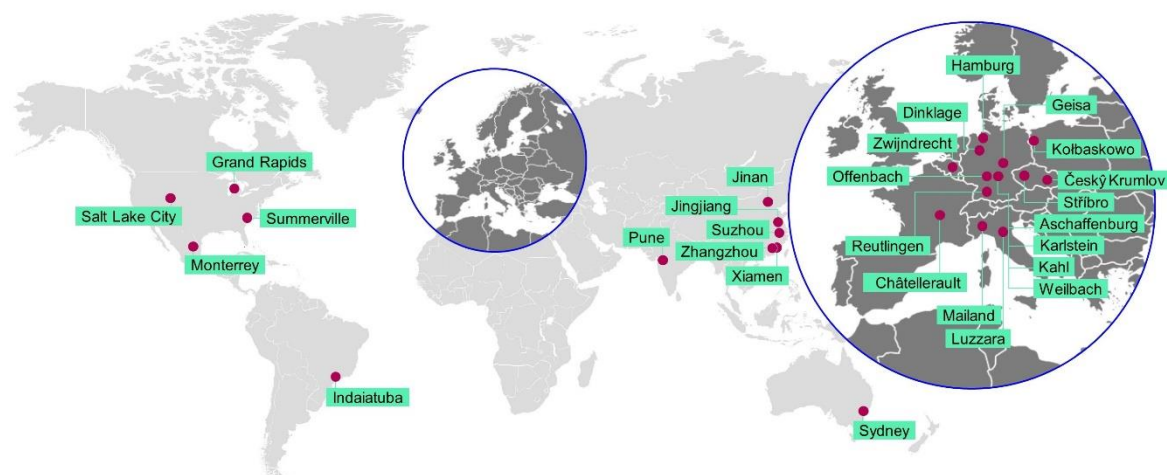 Grand Rapids
Salt Lake City
Summerville
Monterrey
Indaiatuba
Jinan
Jingjiang
Suzhou
Pune
Zhangzhou
Xiamen
Sydney
Hamburg
Geisa
Dinklage
Zwijndrecht
Kołbaskowo
Offenbach
Český Krumlov
Stříbro
Aschaffenburg
Reutlingen
Karlstein
Kahl
Châtellerault
Weilbach
Mailand
Luzzara